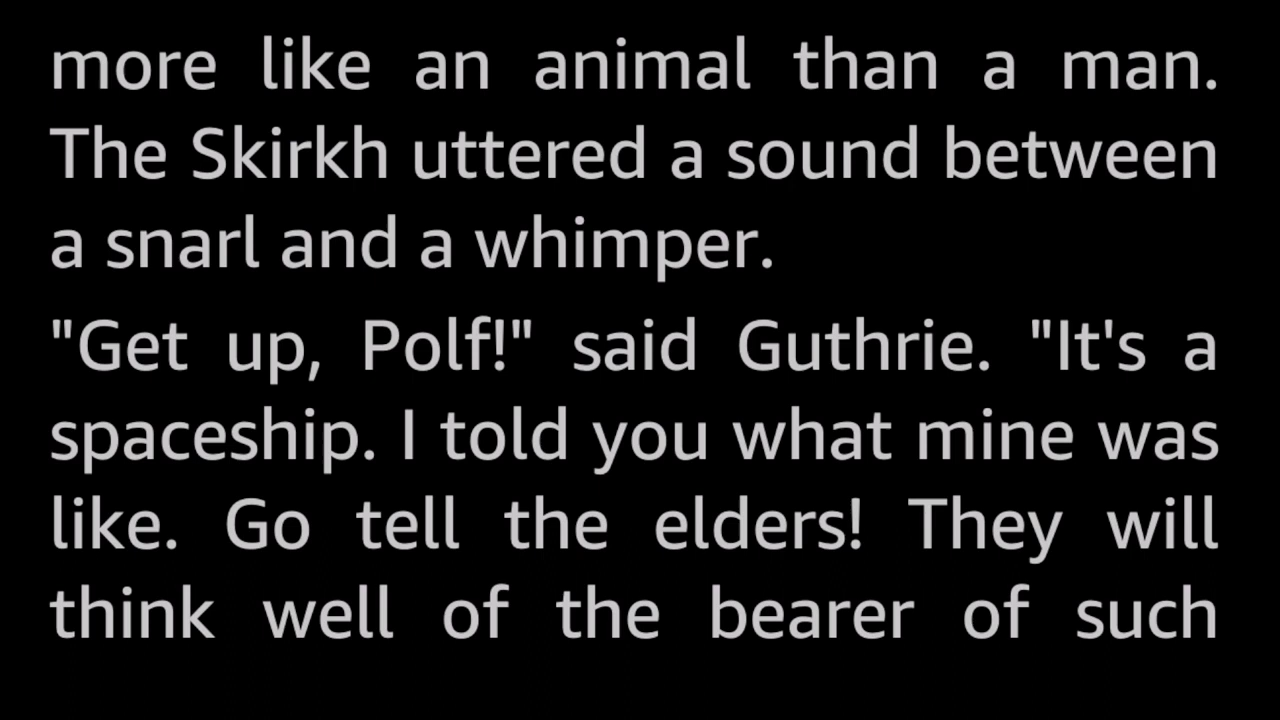 more like an animal than a man.
The Skirkh uttered a sound between
a snarl and a whimper.
"Get up, Polf!" said Guthrie. "It's a
spaceship. I told you what mine was
like. Go tell the elders! They will
think well of the bearer of such